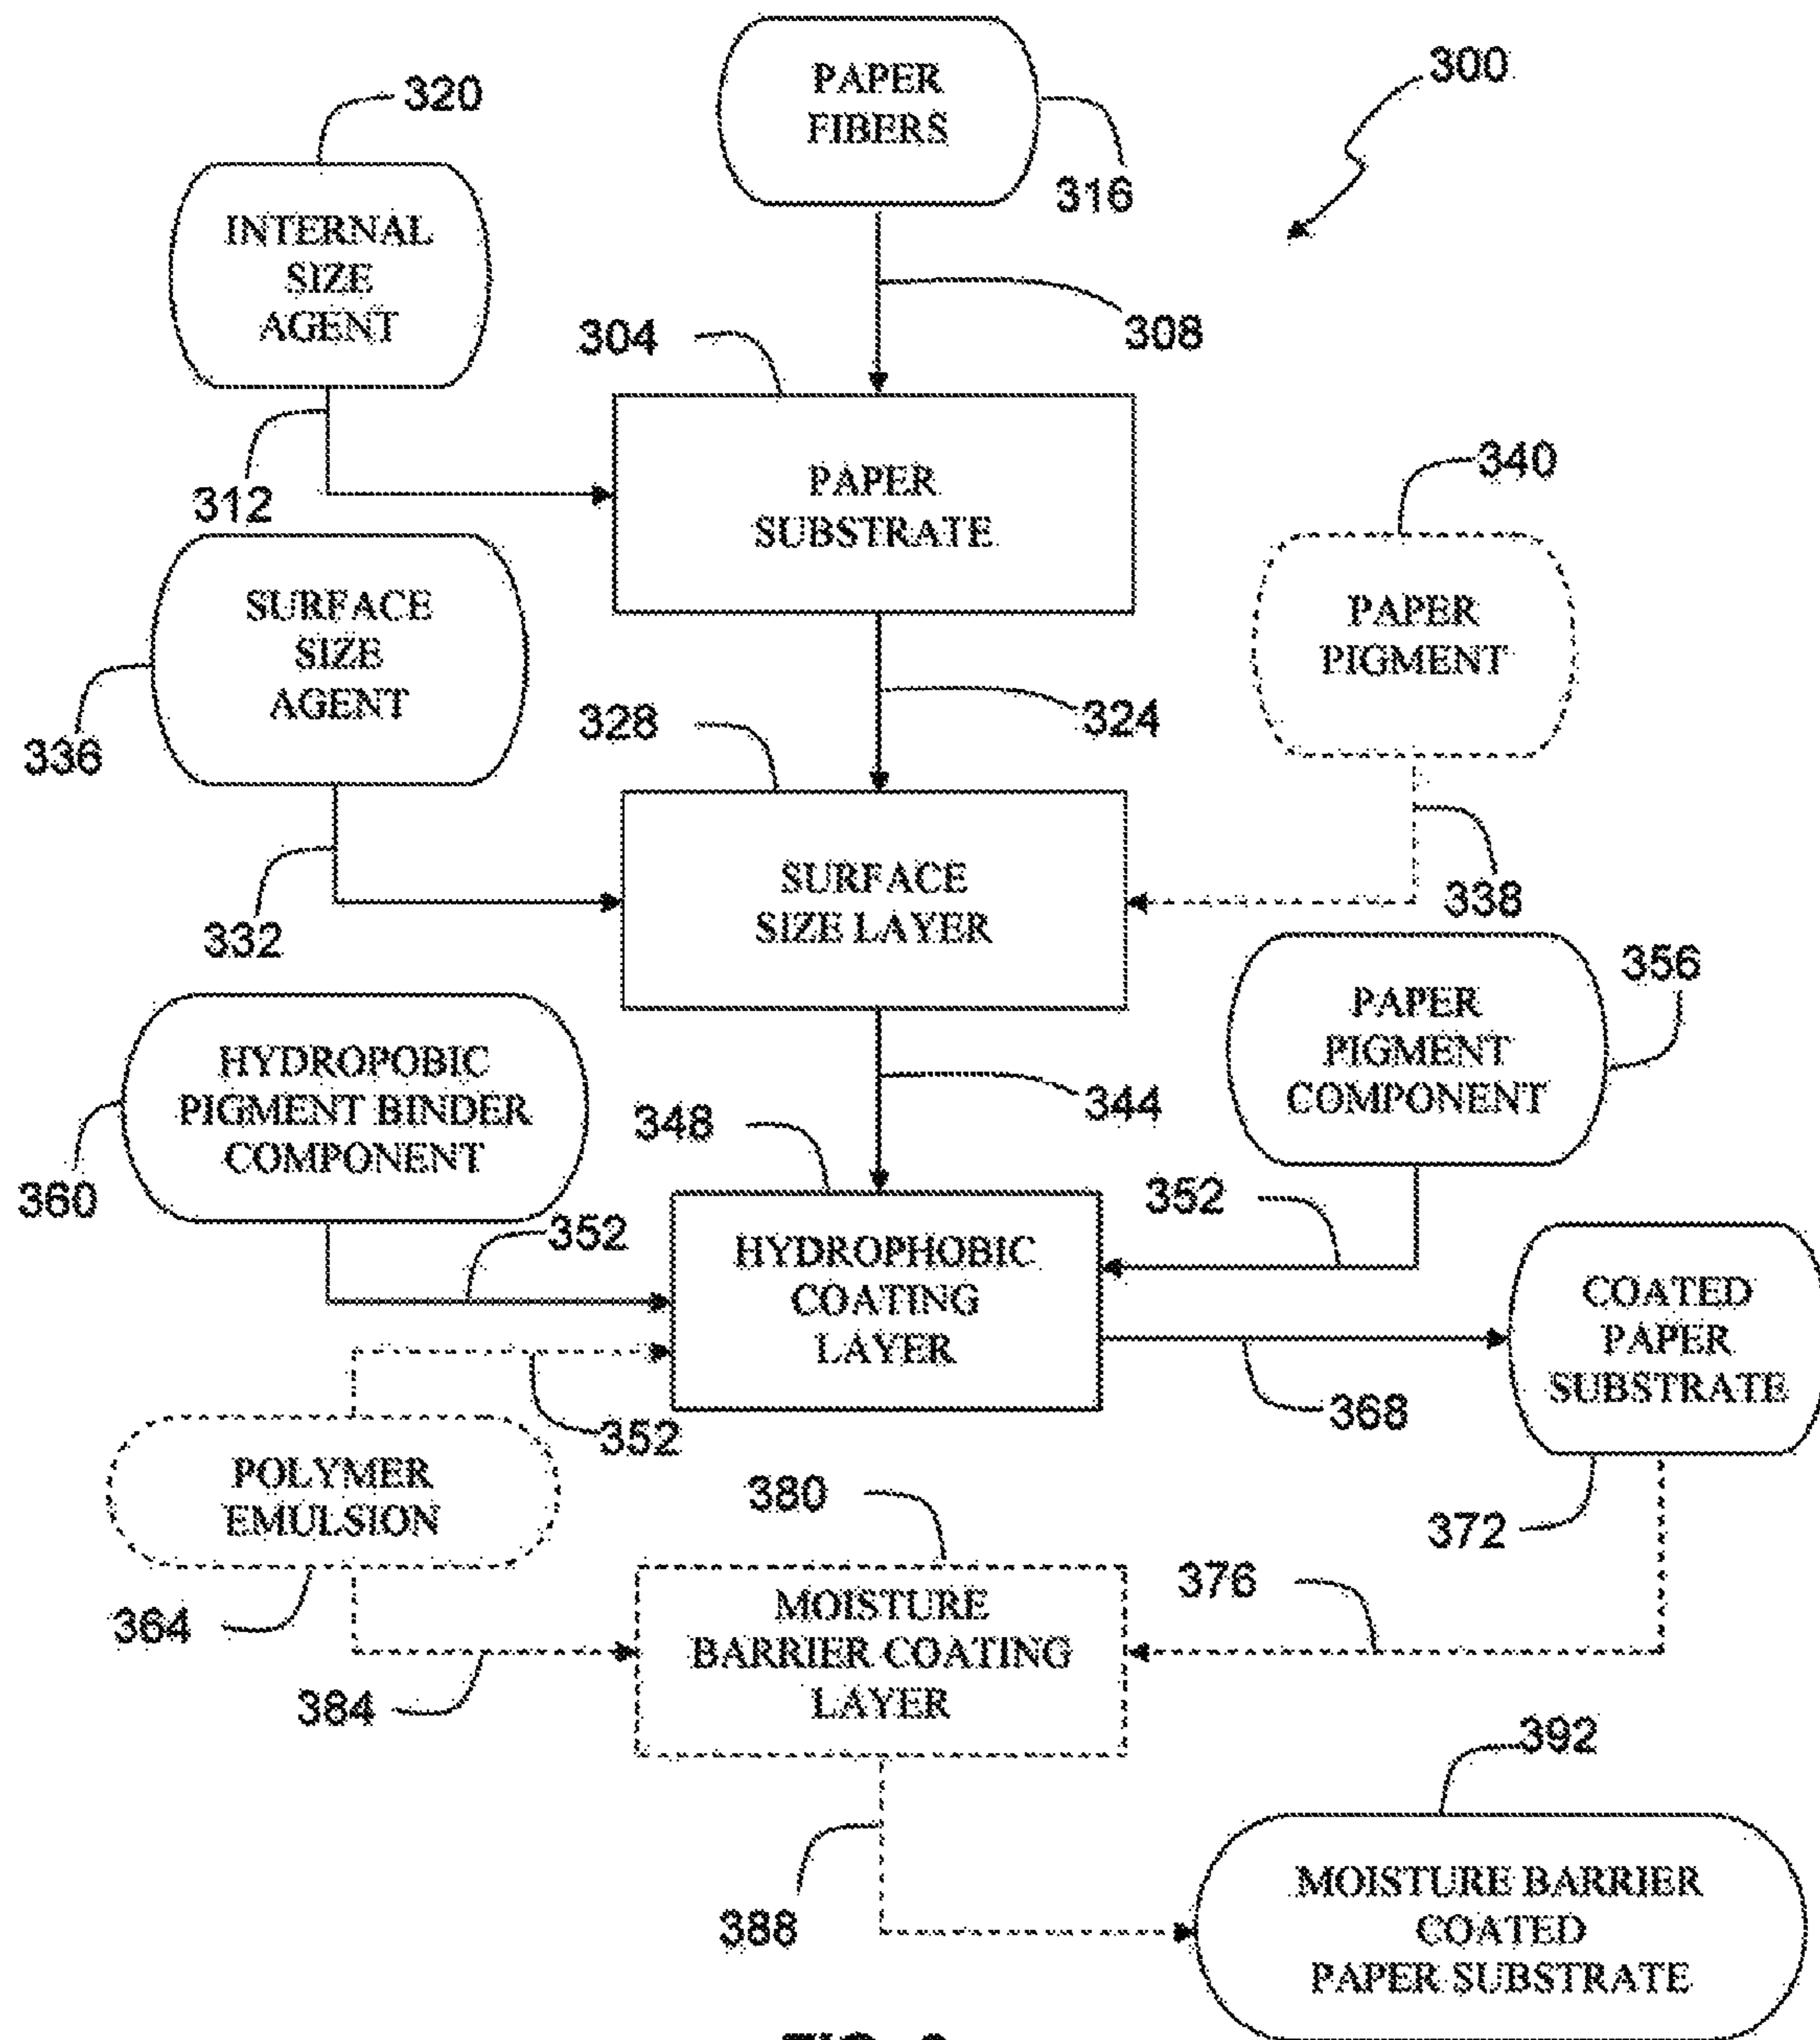 PAPER
FIBERS
300
320
316
INTERNAL
SIZE
AGENT
308
304
312
PAPER
SUBSTRATE
340
SURFACE
SIZE
AGENT
PAPER
PIGMENT
336
328
324
332
SURFACE
SIZE LAYER
338
356
PAPER
PIGMENT
COMPONENT
HYDROPOBIC
PIGMENT BINDER
COMPONENT
344
348
360
352
352
HYDROPHOBIC
COATING
LAYER
COATED
PAPER
SUBSTRATE
352
368
POLYMER
EMULSION
380
372
364
376
MOISTURE
BARRIER COATING
LAYER
384
392
388
MOISTURE BARRIER
COATED
PAPER SUBSTRATE